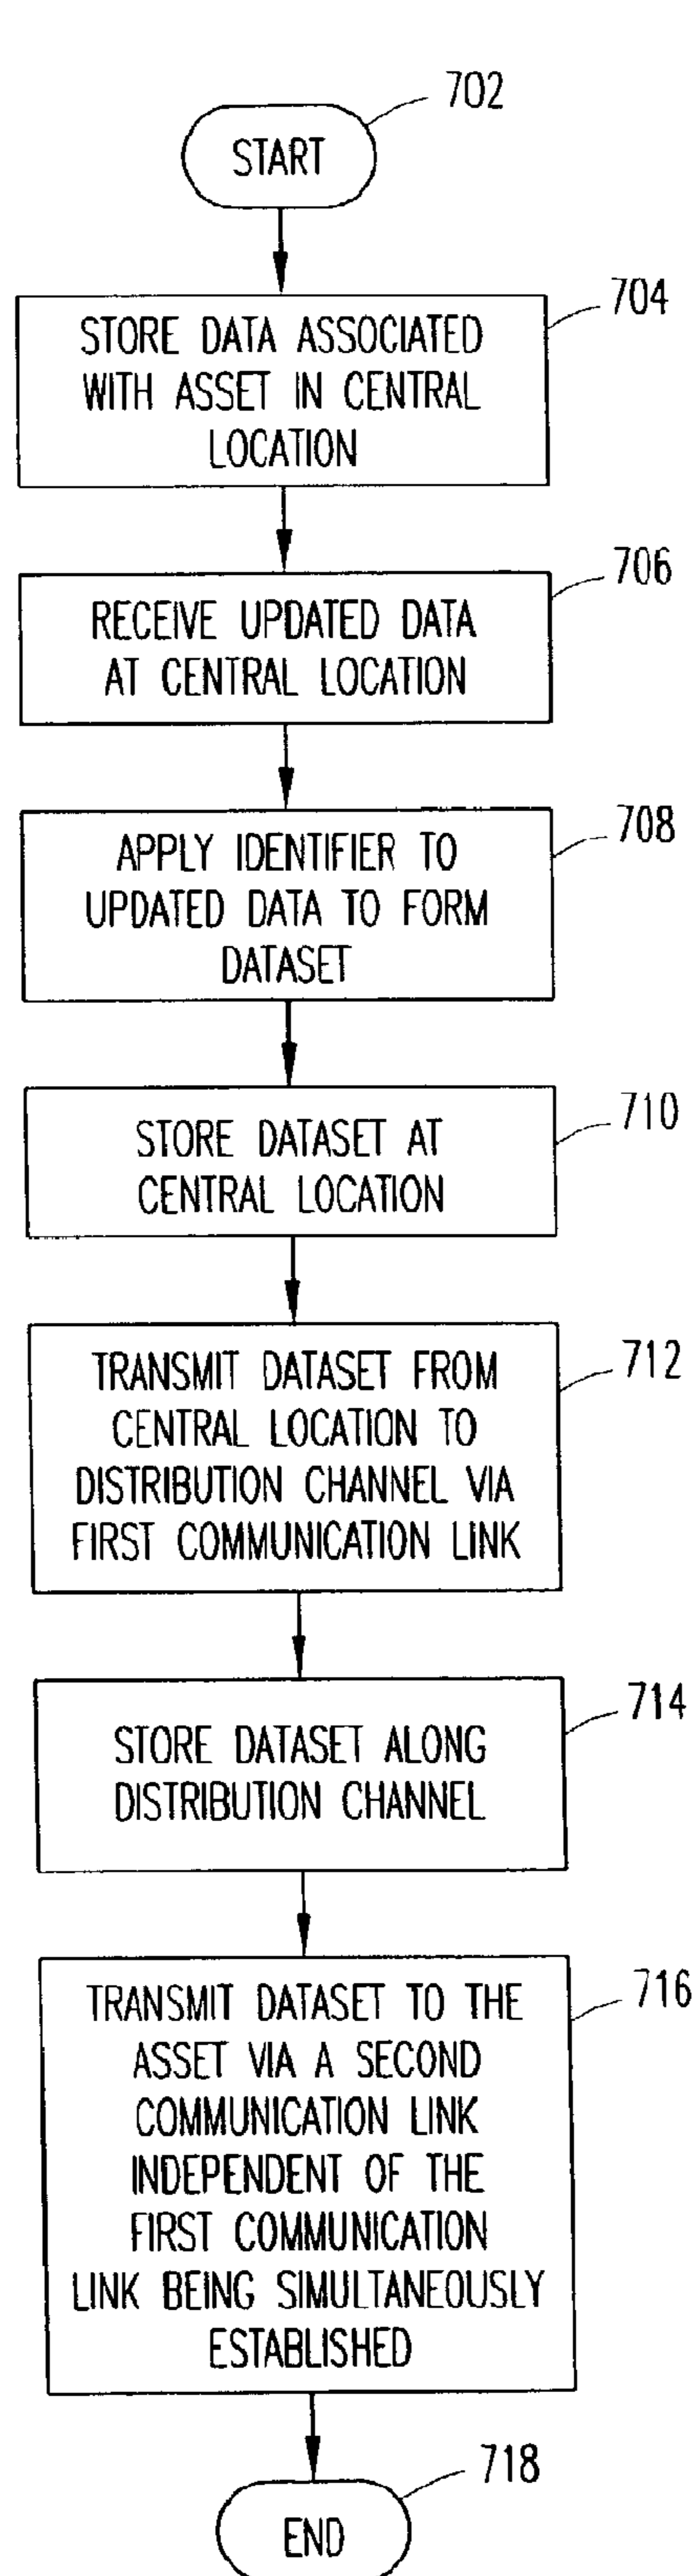 702
START
704
STORE DATA ASSOCIATED
WITH ASSET IN CENTRAL
LOCATION
706
RECEIVE UPDATED DATA
AT CENTRAL LOCATION
708
APPLY IDENTIFIER TO
UPDATED DATA TO FORM
DATASET
710
STORE DATASET AT
CENTRAL LOCATION
712
TRANSMIT DATASET FROM
CENTRAL LOCATION TO
DISTRIBUTION CHANNEL VIA
FIRST COMMUNICATION LINK
714
STORE DATASET ALONG
DISTRIBUTION CHANNEL
716
TRANSMIT DATASET TO THE
ASSET VIA A SECOND
COMMUNICATION LINK
INDEPENDENT OF THE
FIRST COMMUNICATION
LINK BEING SIMULTANEOUSLY
ESTABLISHED
718
END